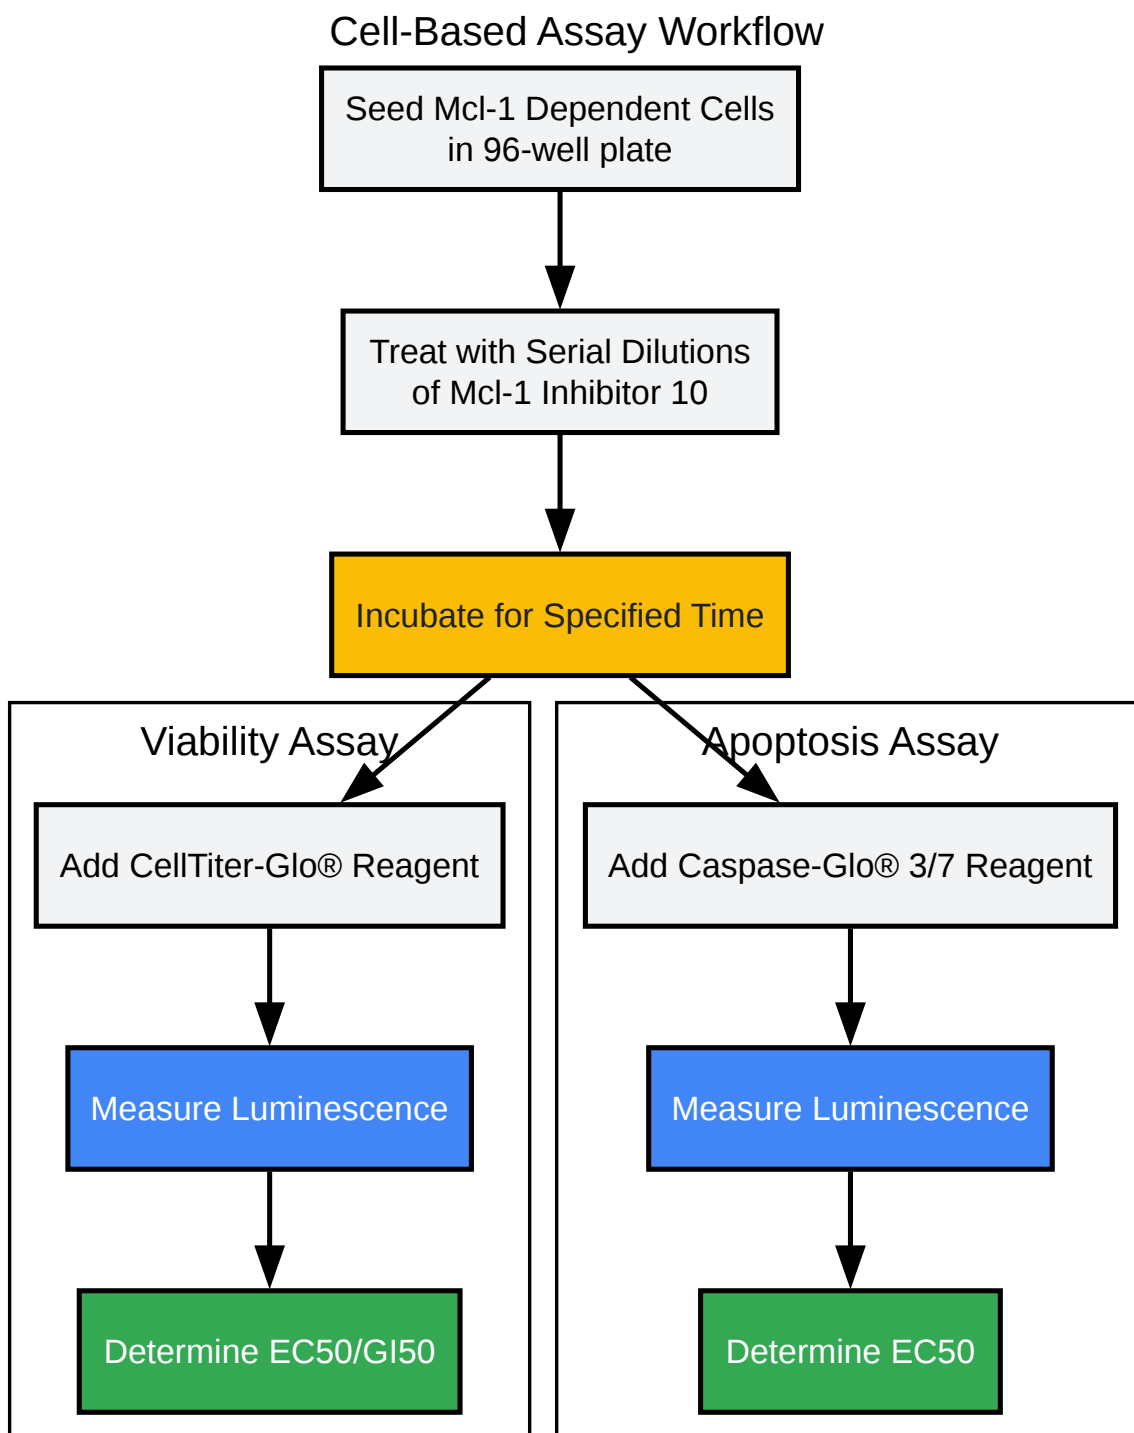 Cell-Based Assay Workflow
Seed Mcl-1 Dependent Cells
in 96-well plate
Treat with Serial Dilutions
of Mcl-1 Inhibitor 10
Incubate for Specified Time
Viability Assay
Add CellTiter-Glo® Reagent
Measure Luminescence
Determine EC50/GI50
Apoptosis Assay
Add Caspase-Glo® 3/7 Reagent
Measure Luminescence
Determine EC50